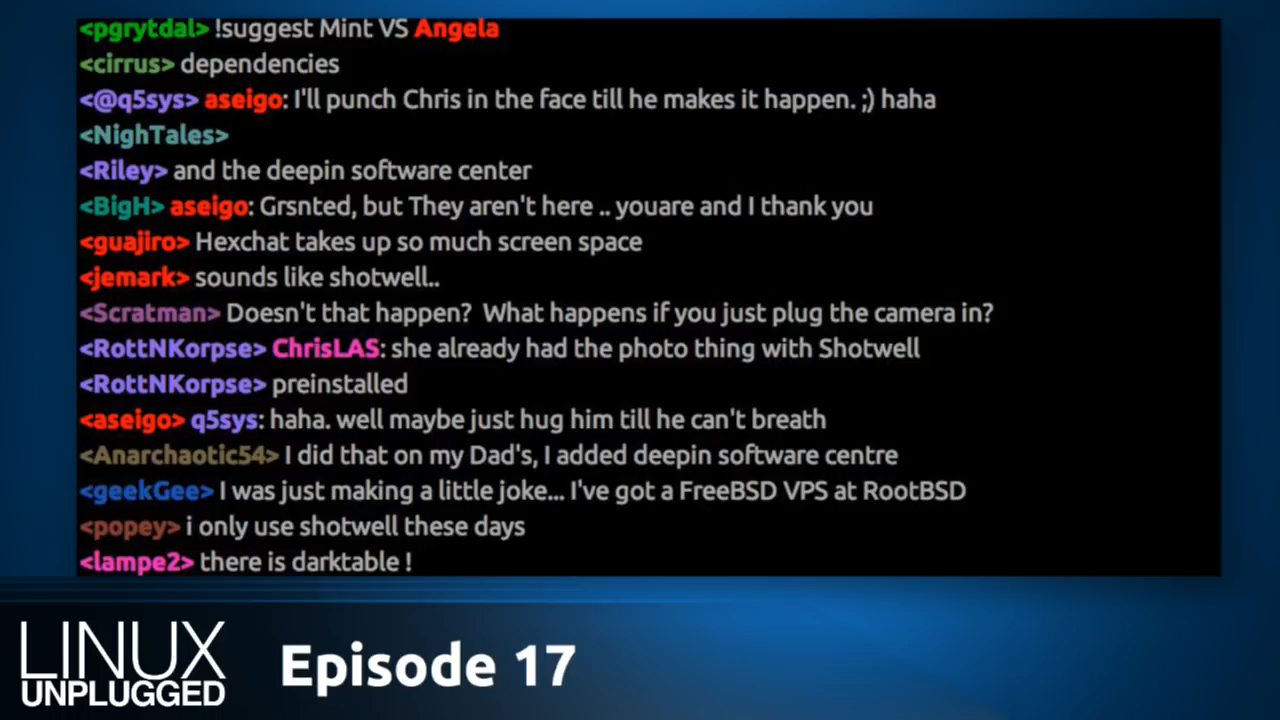 <pgrytdal> !suggest Mint VS Angela
<cirrus> dependencies
<@q5sys> aseigo: I'll punch Chris in the face till he makes it happen. ;) haha
<NighTales>
<Riley> and the deepin software center
<BigH> aseigo: Grsnted, but They aren't here .. youare and I thank you
<guajiro> Hexchat takes up so much screen space
<jemark> sounds like shotwell..
<Scratman> Doesn't that happen?  What happens if you just plug the camera in?
<RottNKorpse> ChrisLAS: she already had the photo thing with Shotwell
<RottNKorpse> preinstalled
<aseigo> q5sys: haha. well maybe just hug him till he can't breath
<Anarchaotic54> I did that on my Dad's, I added deepin software centre
<geekGee> I was just making a little joke... I've got a FreeBSD VPS at RootBSD
<popey> i only use shotwell these days
<lampe2> there is darktable !
LINUX
UNPLUGGED
Episode 17